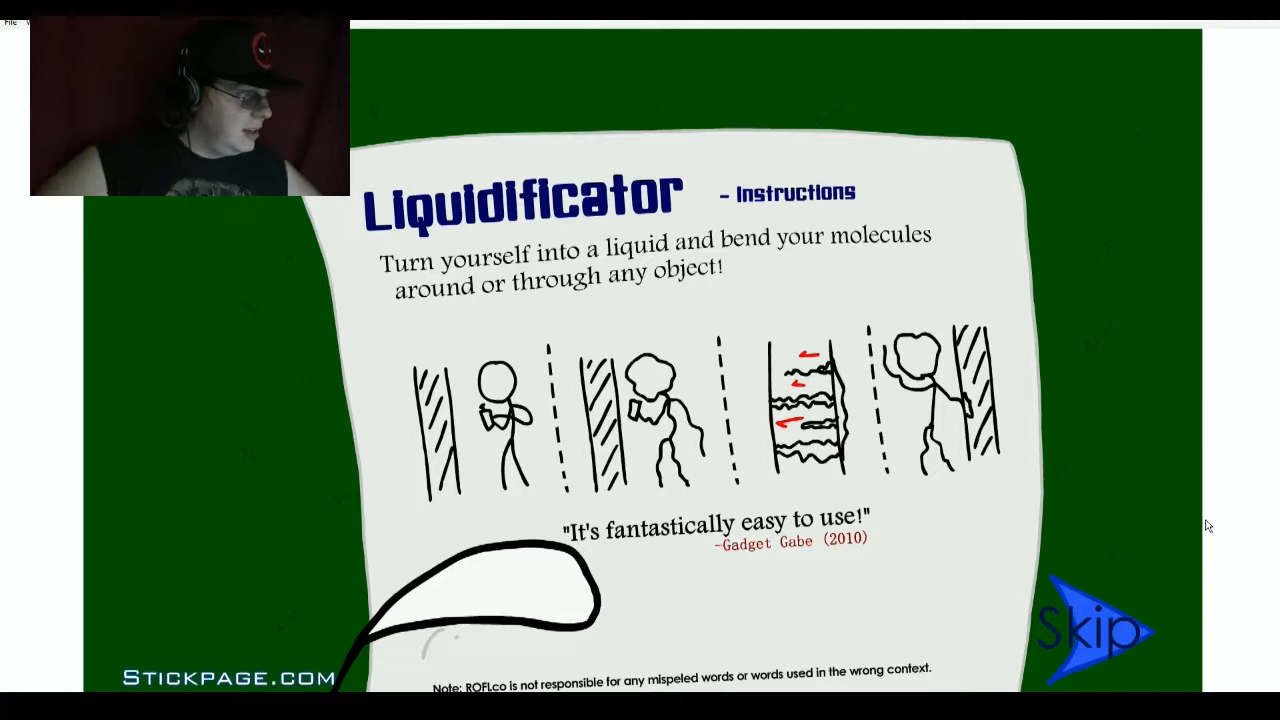 File
Liquidificator - Instructions
Turn yourself into a liquid and bend your molecules
around or through any object!
"It's fantastically easy to use!"
-Gadget Gabe (2010)
Skip
STICKPAGE.COM
Note: ROFLco is not responsible for any mispeled words or words used in the wrong context.